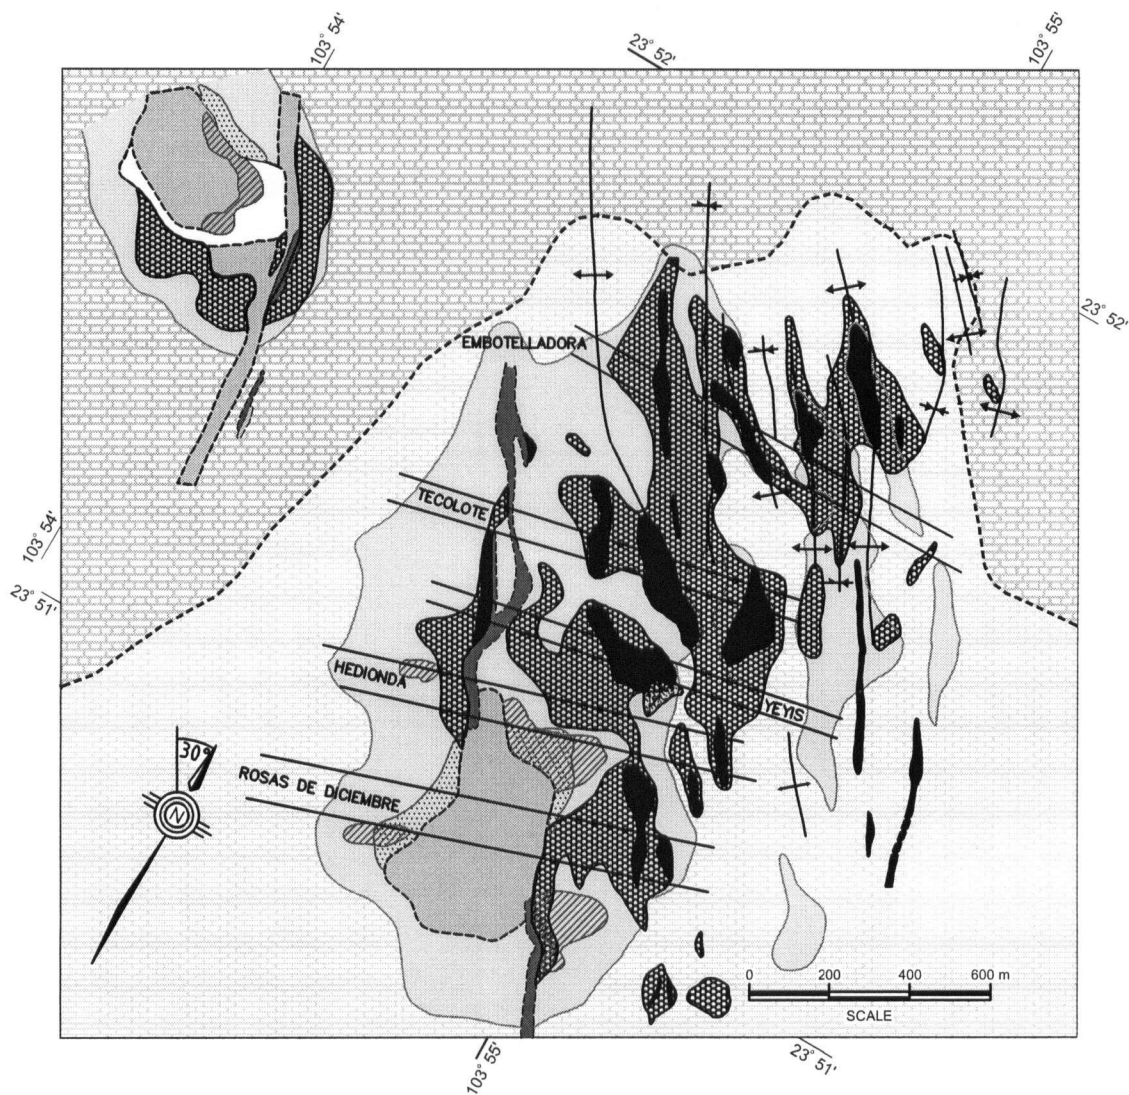 103° 54'
23° 52'
103° 55'
23° 52'
EMBOTELLADORA
TECOLOTE
103° 54'
23° 51'
HEDIONDA
YEYIS
30°
N
ROSAS DE DICIEMBRE
0 200 400 600 m
SCALE
103° 55'
23° 51'